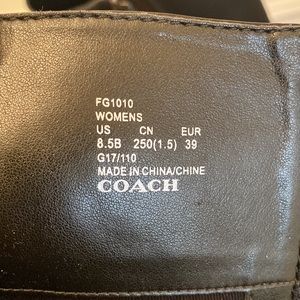 FG1010
WOMENS
US CN EUR
8.5B 250(1.5) 39
G17/110
MADE IN CHINA/CHINE
COACH